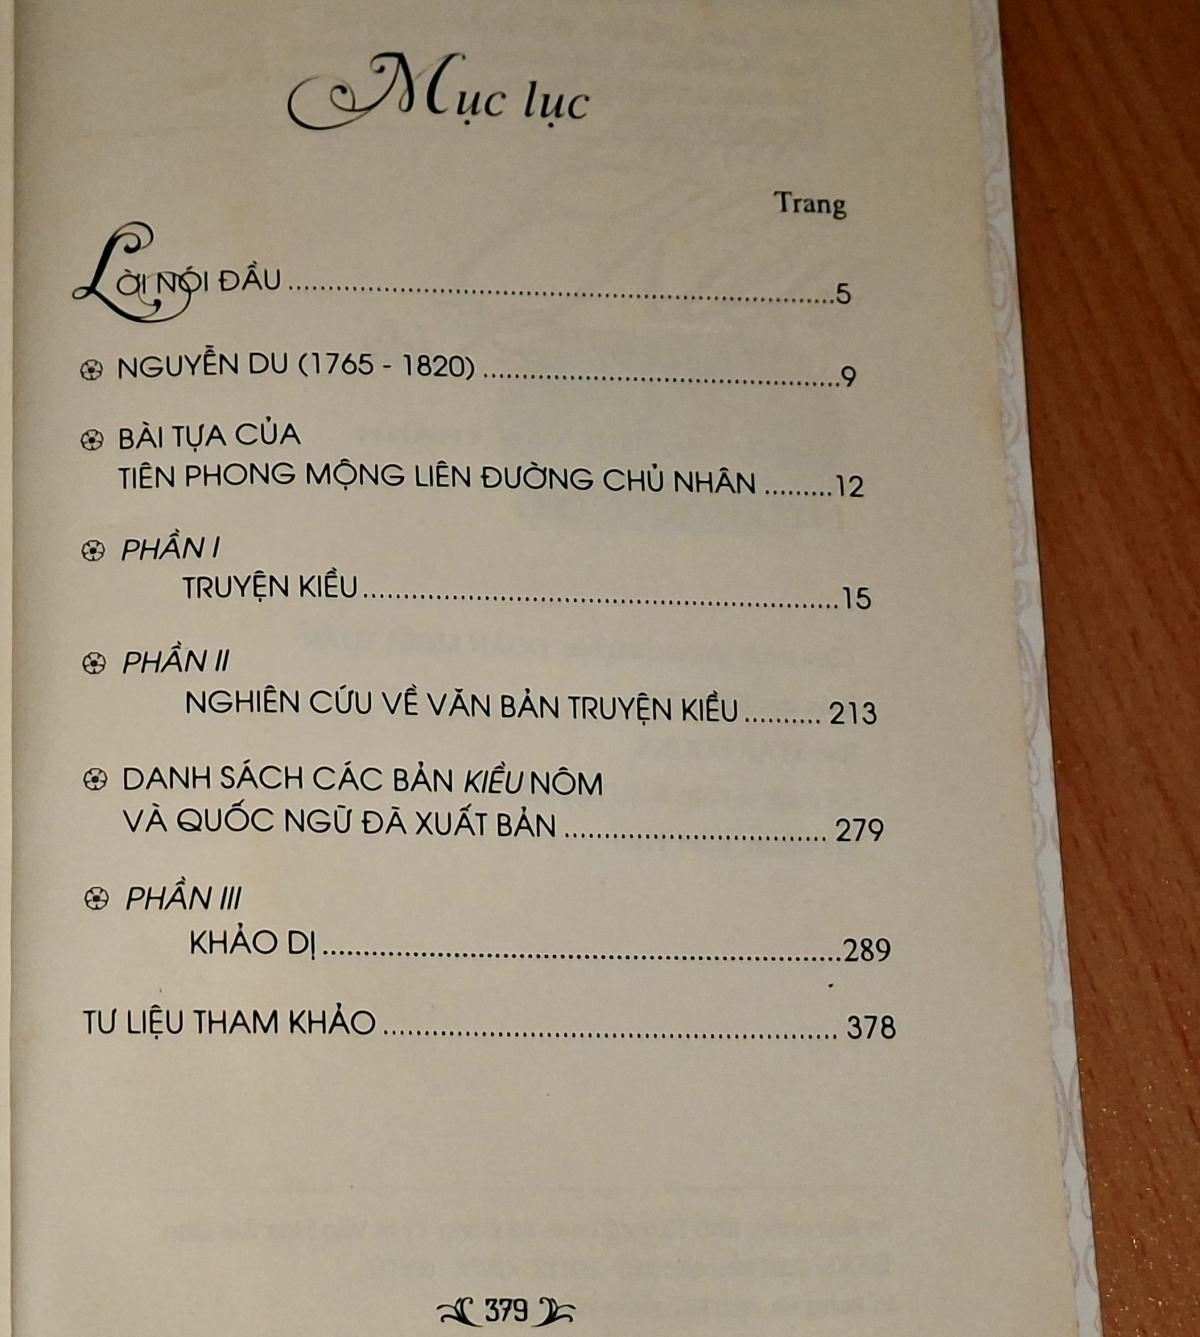 Mục lục
Trang
LỜI NÓI ĐẦU ..................................................5
NGUYỄN DU (1765 - 1820) ..................................................9
BÀI TỰA CỦA
TIÊN PHONG MỘNG LIÊN ĐƯỜNG CHỦ NHÂN .........12
PHẦN I
TRUYỆN KIỀU..................................................15
PHẦN II
NGHIÊN CỨU VỀ VĂN BẢN TRUYỆN KIỀU.......... 213
DANH SÁCH CÁC BẢN KIỀU NÔM
VÀ QUỐC NGỮ ĐÃ XUẤT BẢN ................................ 279
PHẦN III
KHẢO DỊ..................................................289
TƯ LIỆU THAM KHẢO .................................................. 378
379